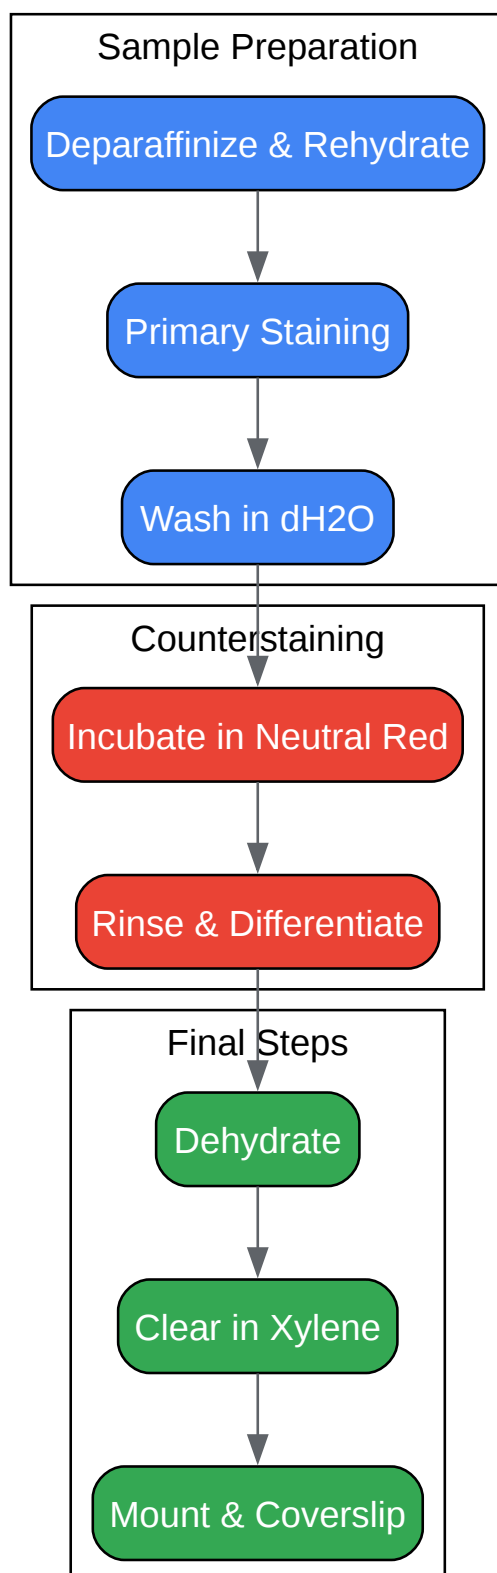 Sample Preparation
Deparaffinize & Rehydrate
Primary Staining
Wash in dH2O
Counterstaining
Incubate in Neutral Red
Rinse & Differentiate
Final Steps
Dehydrate
Clear in Xylene
Mount & Coverslip